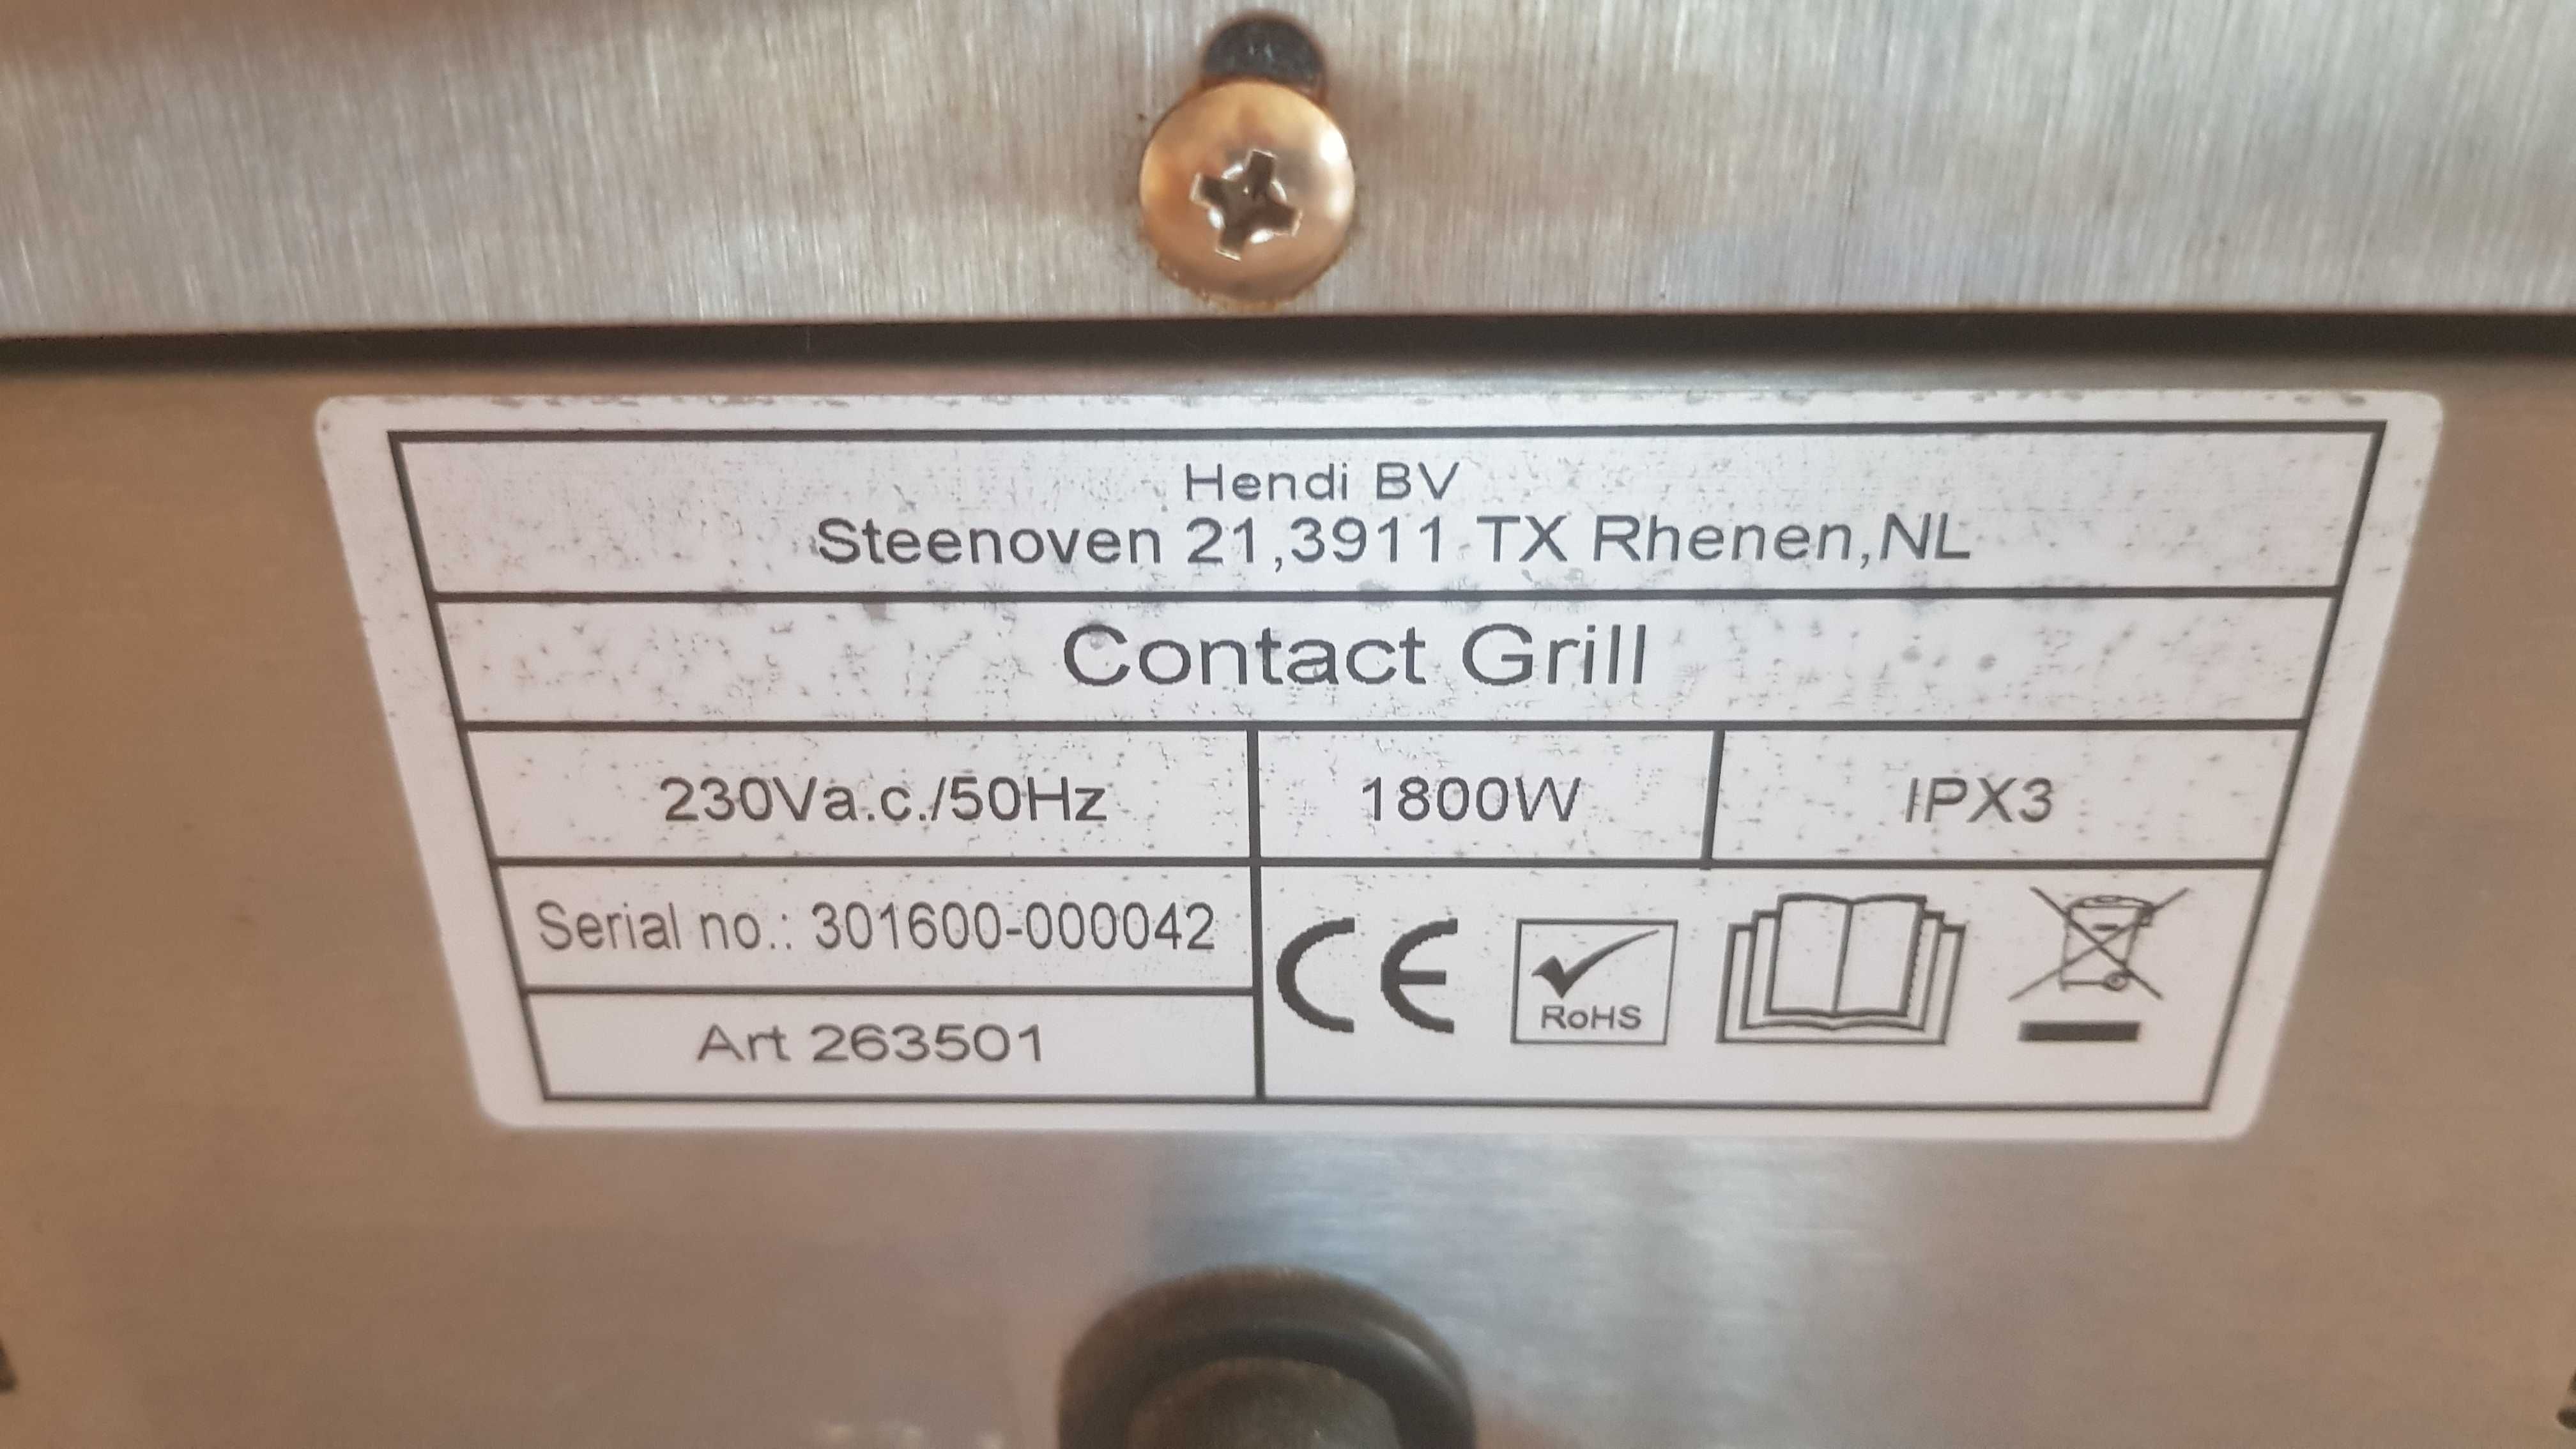 Hendi BV
Steenoven 21,3911 TX Rhenen,NL
Contact Grill
230Va.c./50Hz
1800W
IPX3
Serial no.: 301600-000042
CE
RoHS
Art 263501